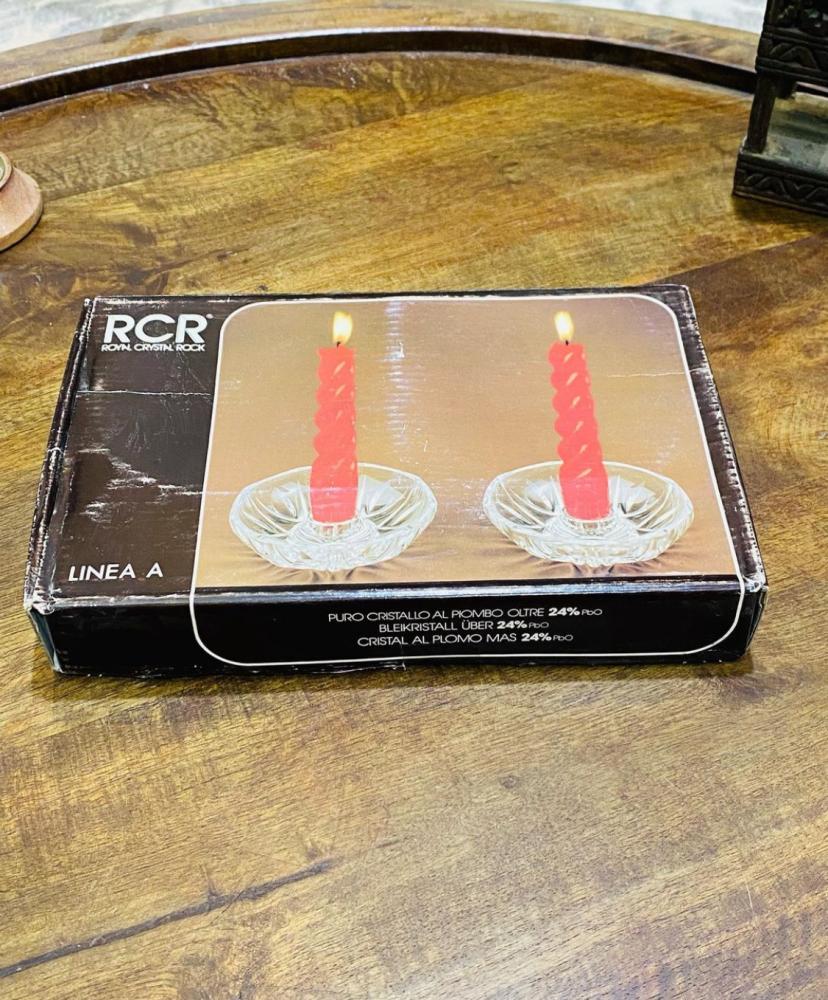 RCR®
ROYAL CRYSTAL ROCK
LINEA A
PURO CRISTALLO AL PIOMBO OLTRE 24% PbO
BLEIKRISTALL ÜBER 24% PbO
CRISTAL AL PLOMO MAS 24% PbO